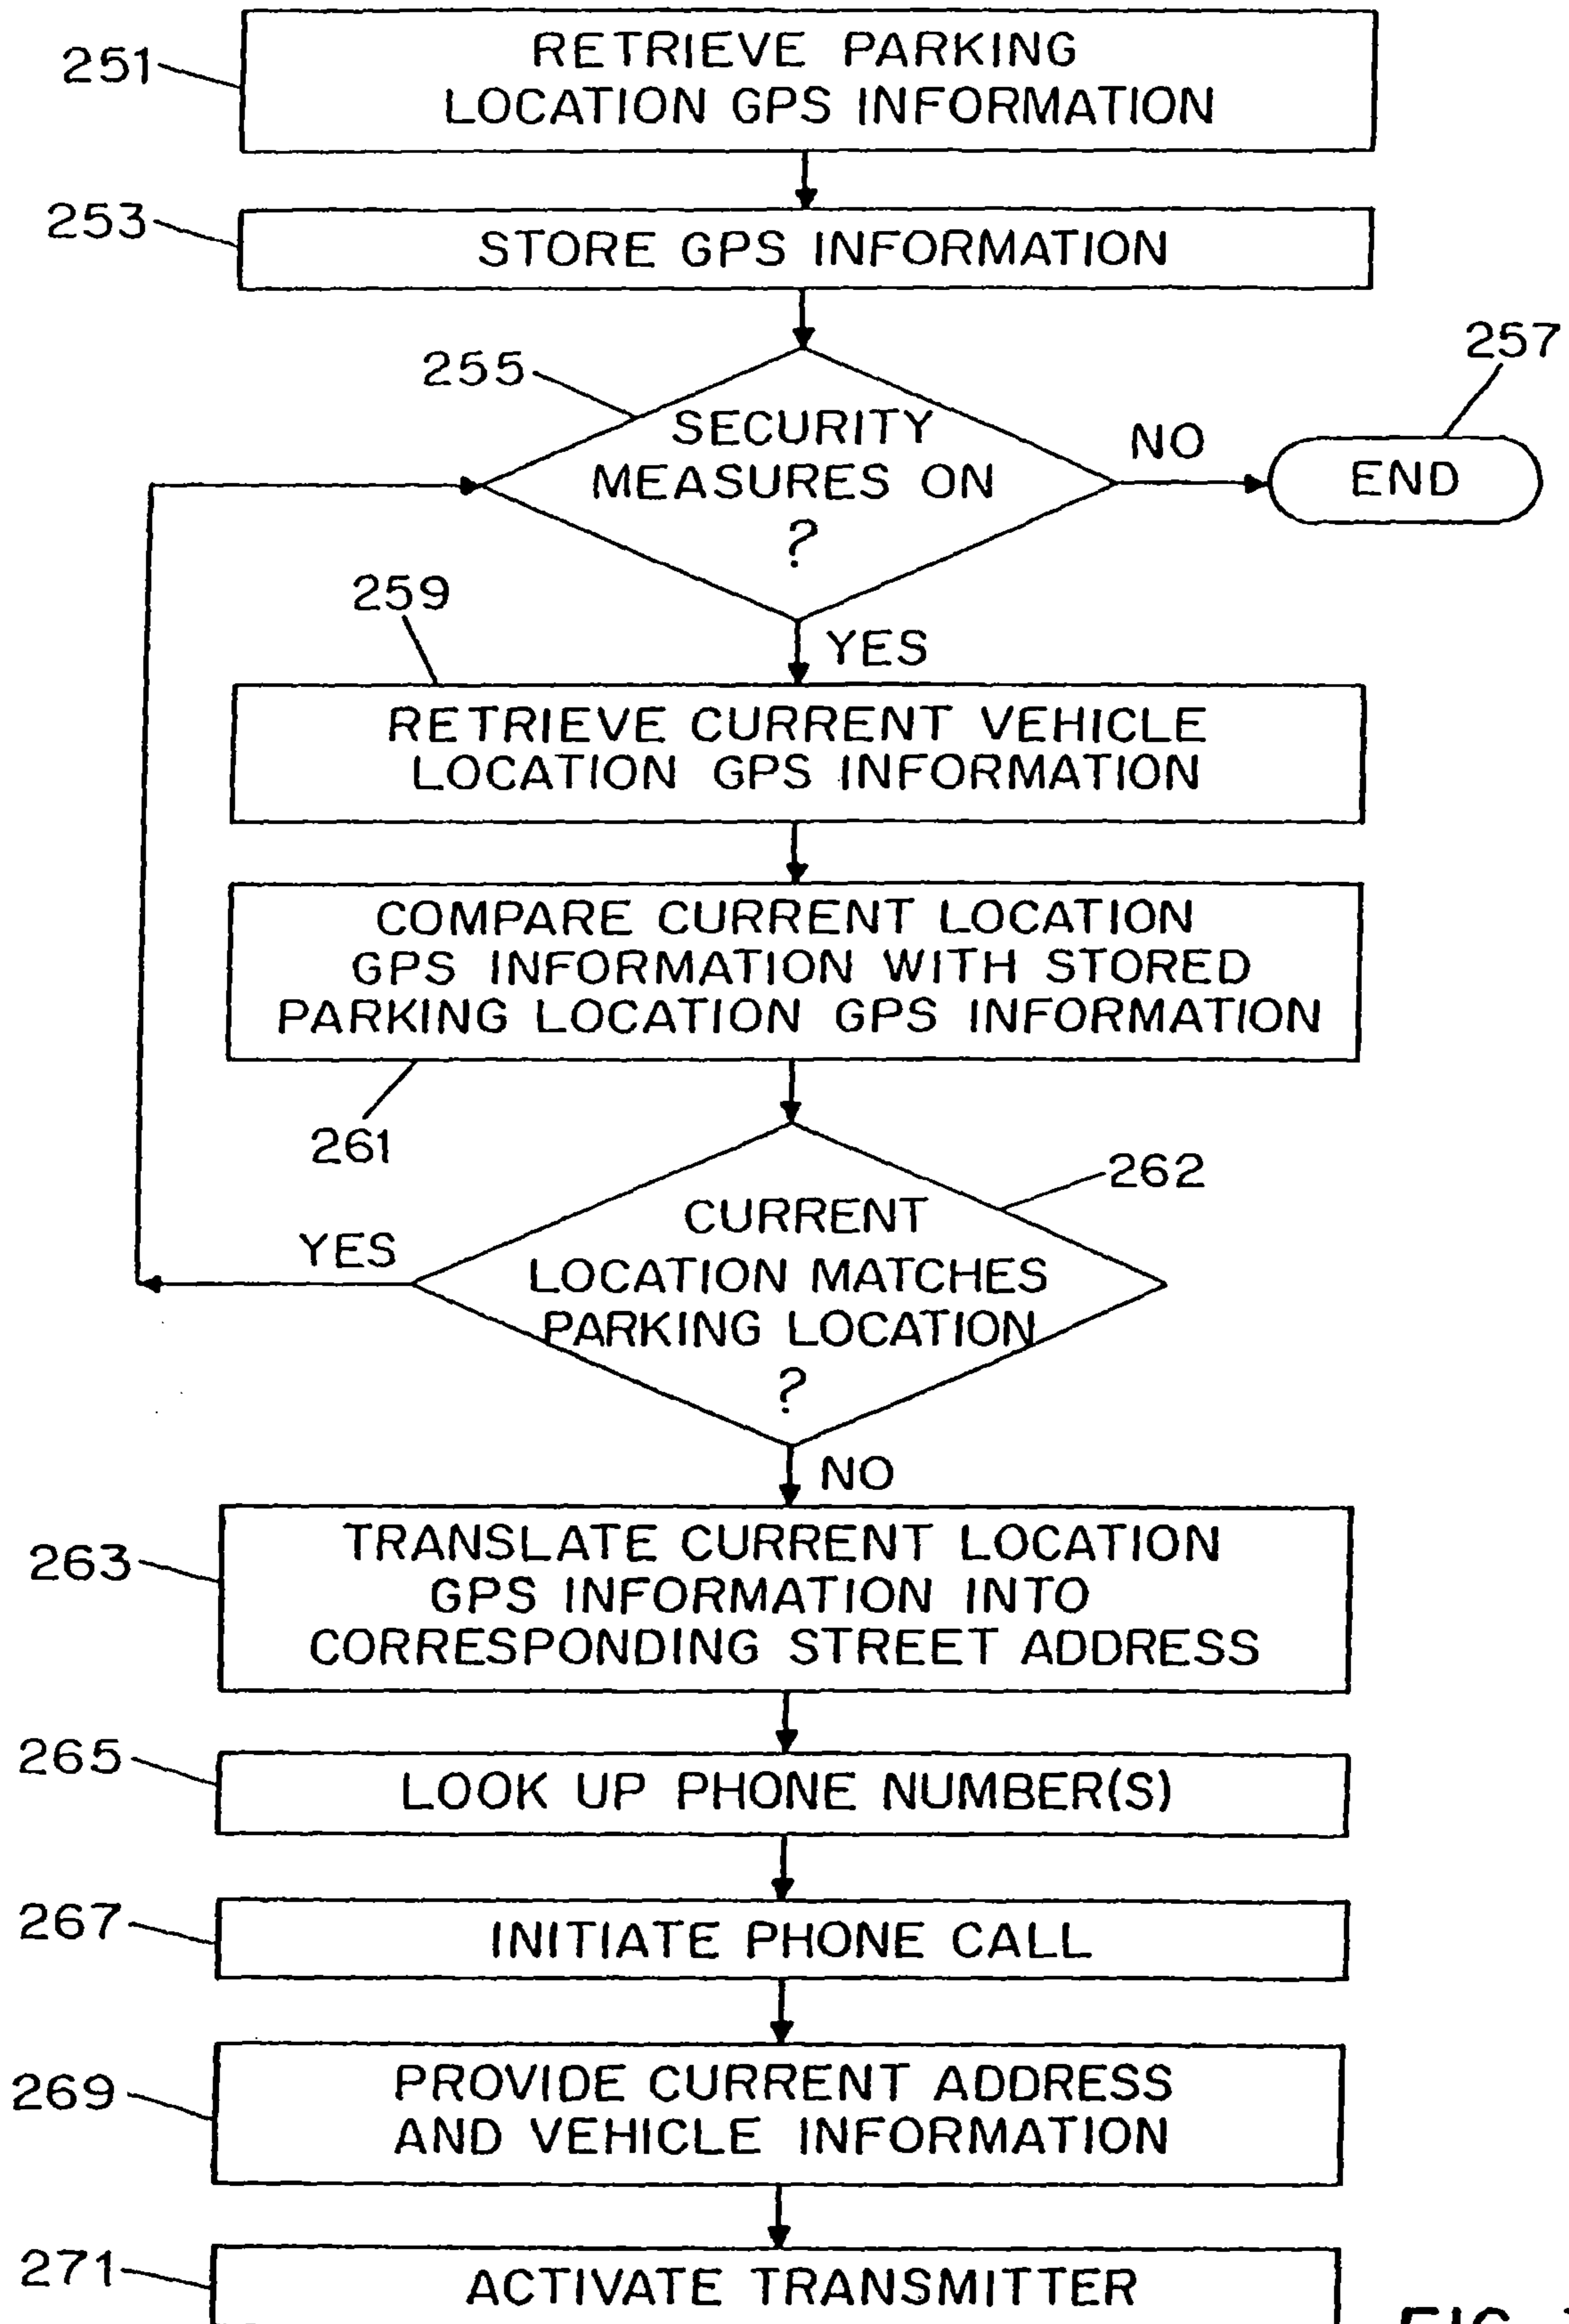 251
RETRIEVE PARKING
LOCATION GPS INFORMATION
253
STORE GPS INFORMATION
255
SECURITY
MEASURES ON
?
NO
257
END
YES
259
RETRIEVE CURRENT VEHICLE
LOCATION GPS INFORMATION
COMPARE CURRENT LOCATION
GPS INFORMATION WITH STORED
PARKING LOCATION GPS INFORMATION
261
262
CURRENT
LOCATION MATCHES
PARKING LOCATION
?
YES
NO
263
TRANSLATE CURRENT LOCATION
GPS INFORMATION INTO
CORRESPONDING STREET ADDRESS
265
LOOK UP PHONE NUMBER(S)
267
INITIATE PHONE CALL
269
PROVIDE CURRENT ADDRESS
AND VEHICLE INFORMATION
271
ACTIVATE TRANSMITTER